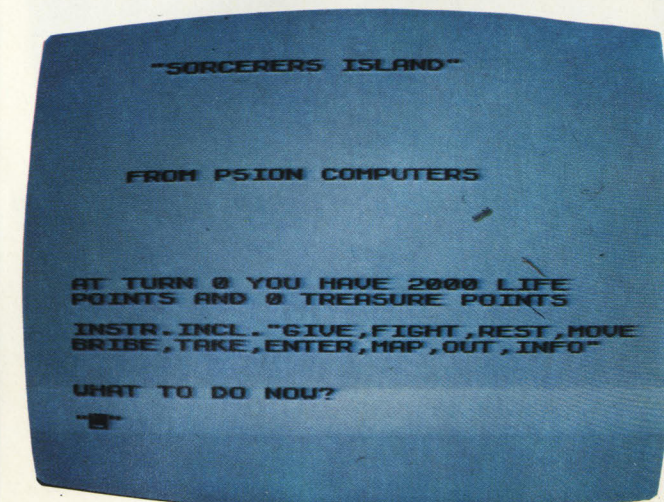 "SORCERERS ISLAND"
FROM PSION COMPUTERS
AT TURN 0 YOU HAVE 2000 LIFE
POINTS AND 0 TREASURE POINTS
INSTR.INCL."GIVE,FIGHT,REST,MOVE
BRIBE,TAKE,ENTER,MAP,OUT,INFO"
WHAT TO DO NOW?